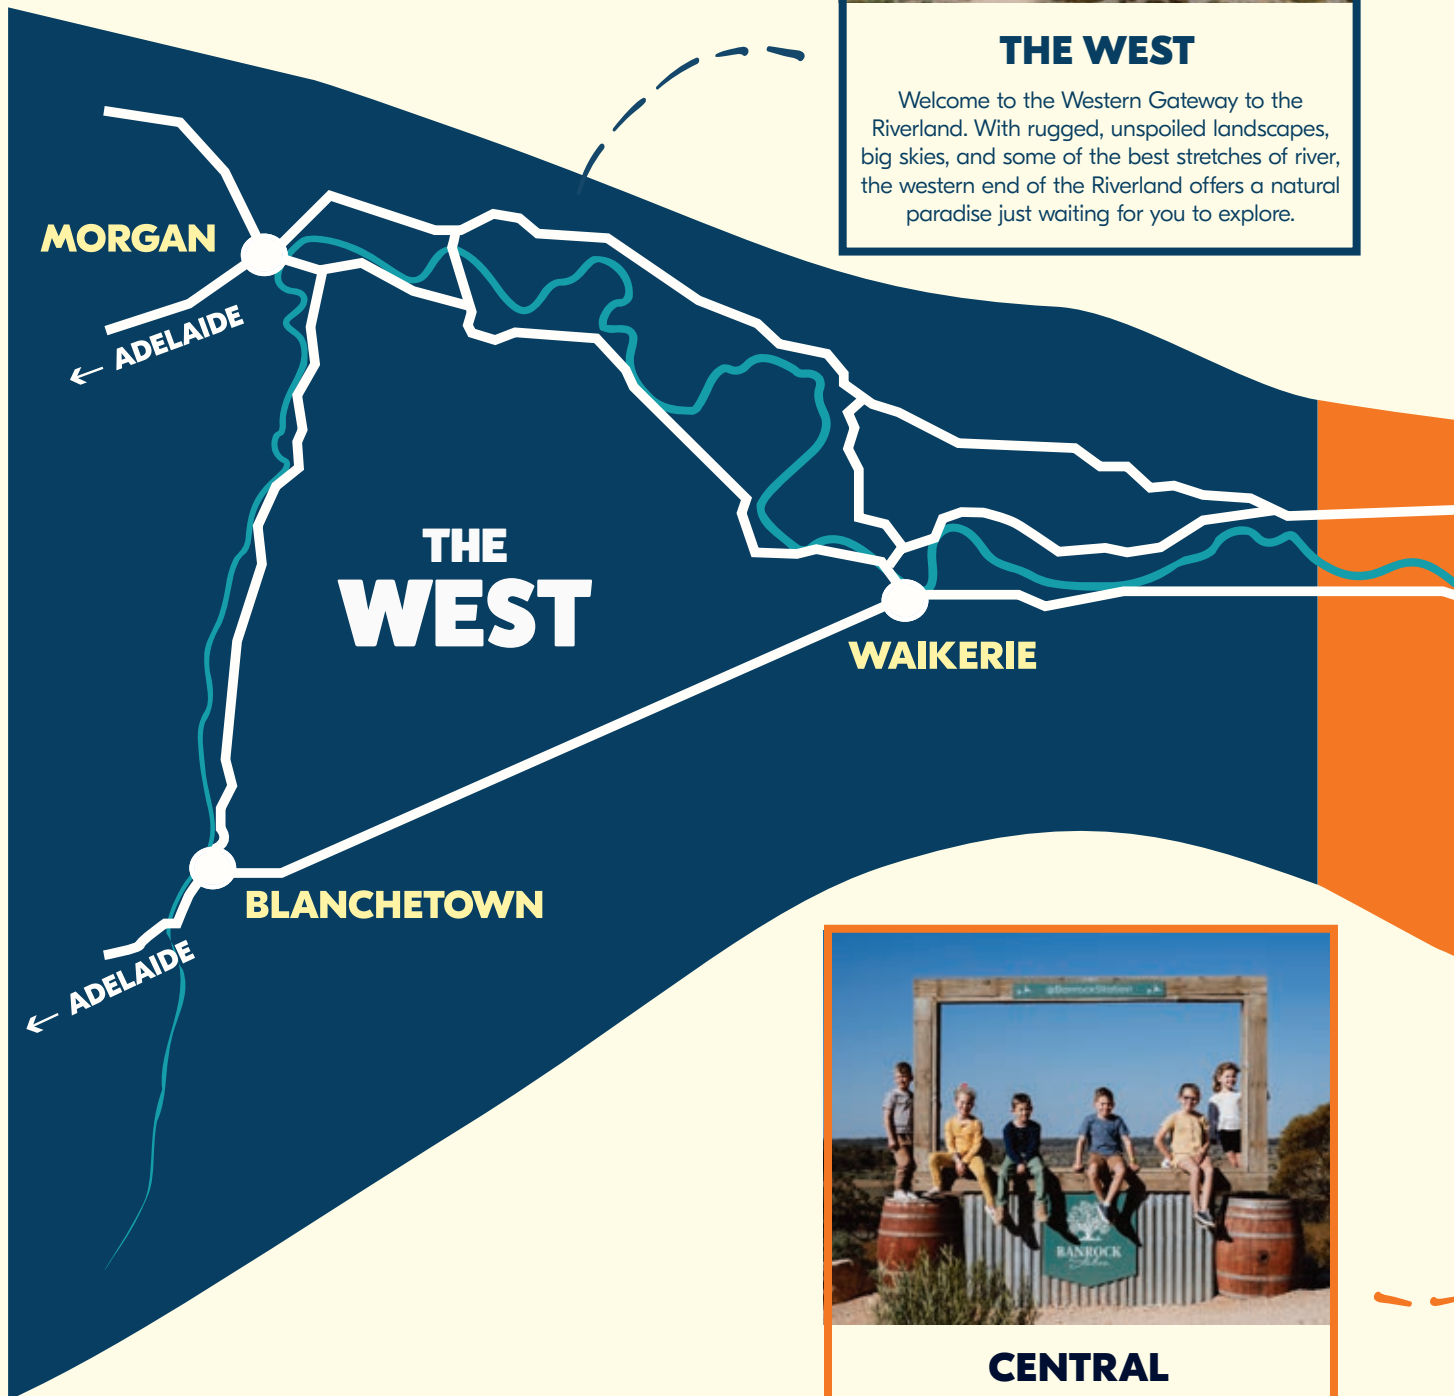 THE WEST
Welcome to the Western Gateway to the
Riverland. With rugged, unspoiled landscapes,
big skies, and some of the best stretches of river,
the western end of the Riverland offers a natural
paradise just waiting for you to explore.
MORGAN
← ADELAIDE
THE
WEST
WAIKERIE
BLANCHETOWN
← ADELAIDE
@BanrockStation
BANROCK
Station
CENTRAL